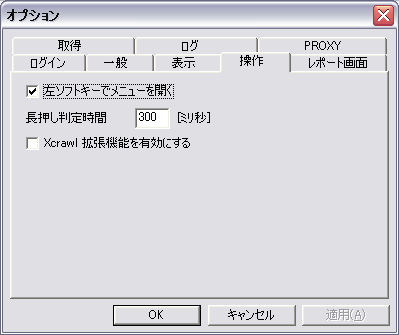 オプション
取得 ログ PROXY
ログイン 一般 表示 操作 レポート画面
左ソフトキーでメニューを開く
長押し判定時間 300 [ミリ秒]
Xcrawl 拡張機能を有効にする
OK キャンセル 適用(A)